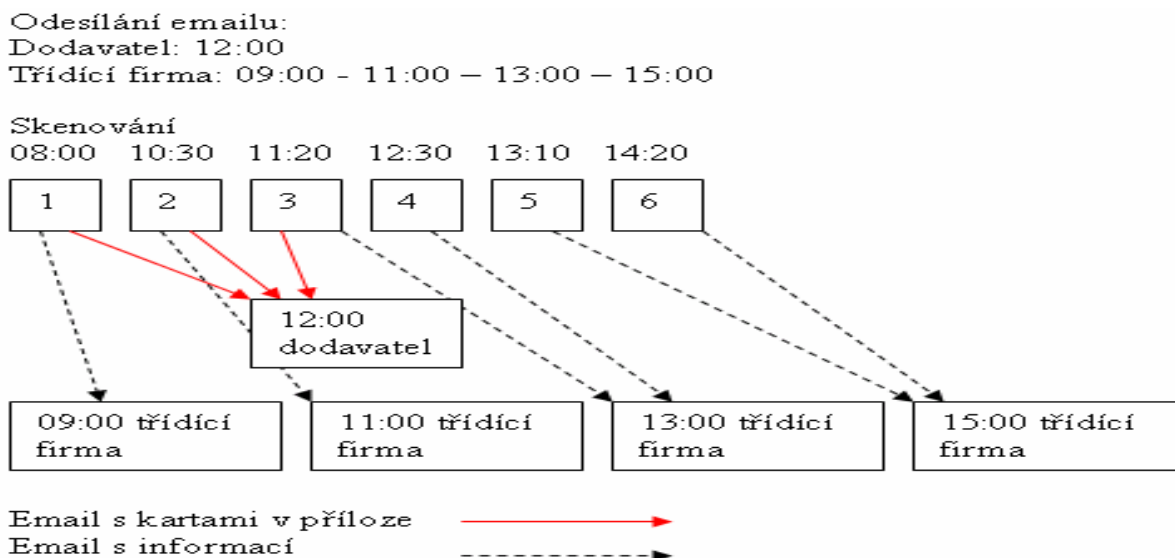 Odesílání emailu:
Dodavatel: 12:00
Třídící firma: 09:00 - 11:00 – 13:00 – 15:00
Skenování
08:00 10:30 11:20 12:30 13:10 14:20
1 2 3 4 5 6
12:00
dodavatel
09:00 třídící
firma
11:00 třídící
firma
13:00 třídící
firma
15:00 třídící
firma
Email s kartami v příloze
Email s informací